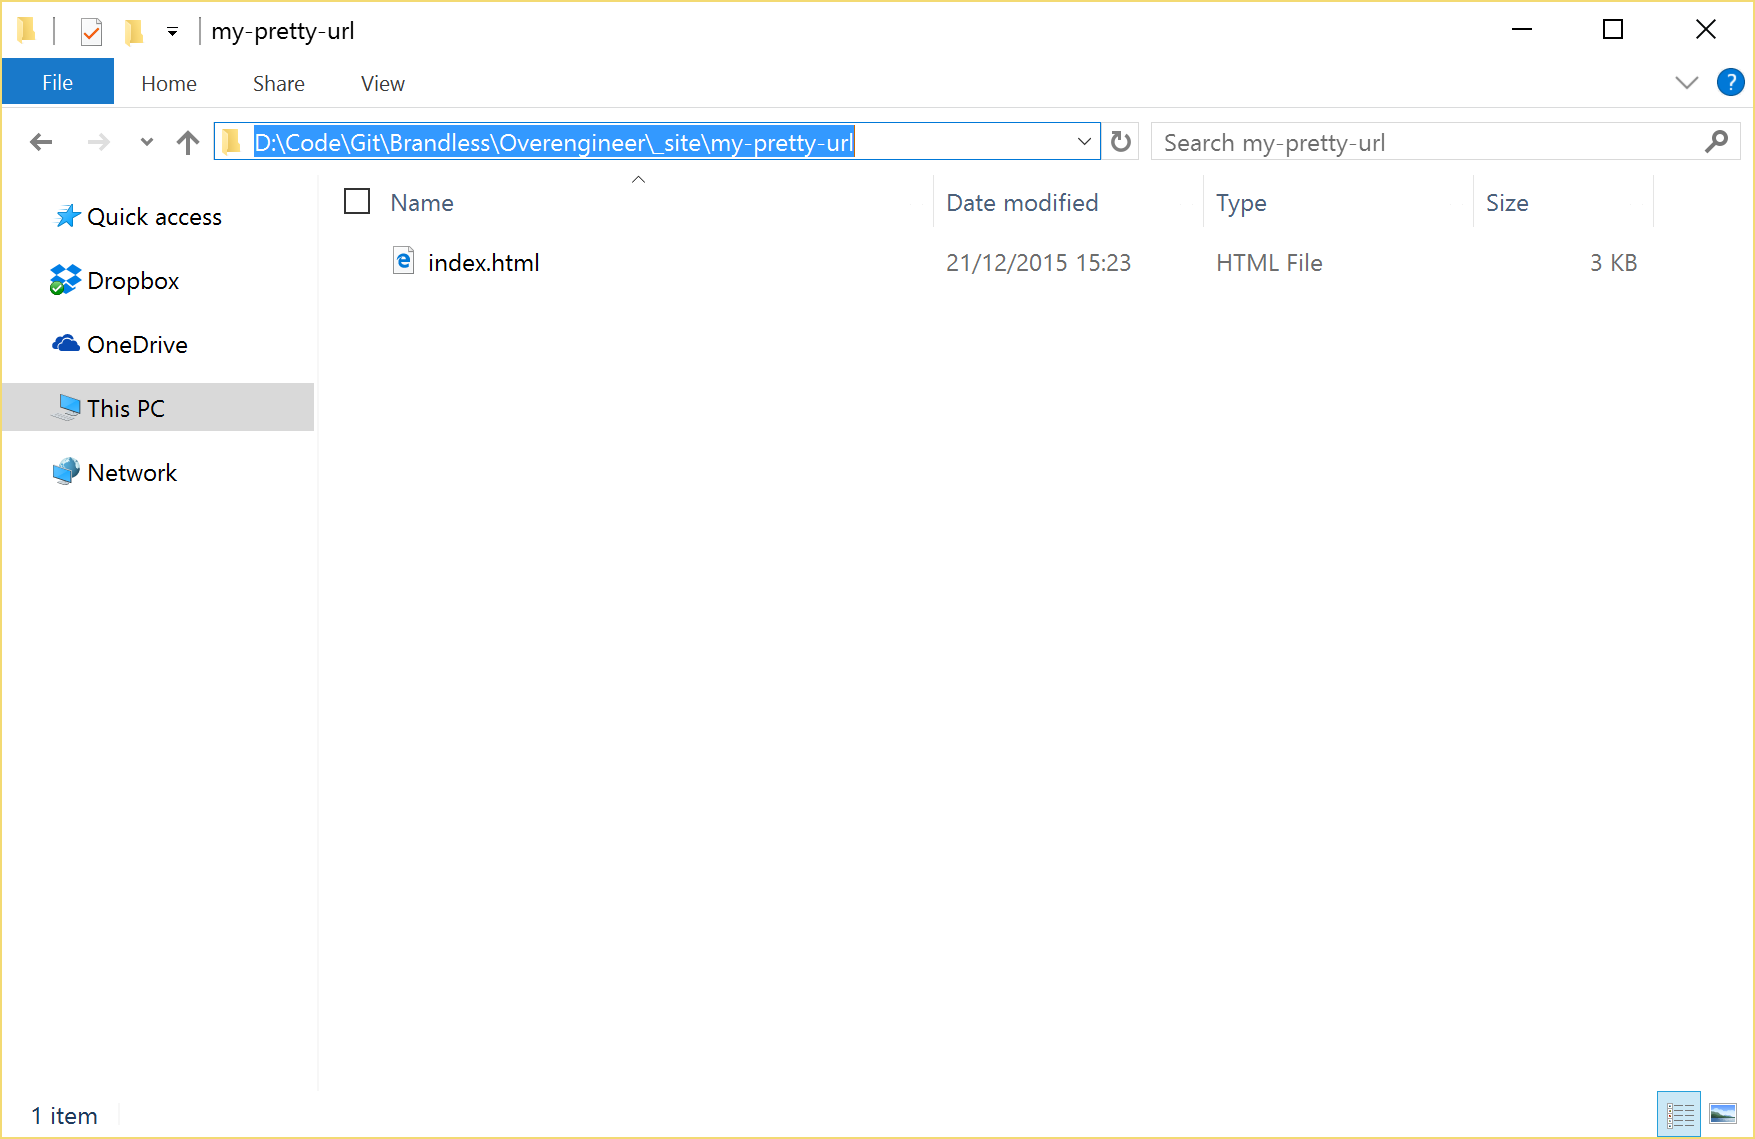 my-pretty-url
File Home Share View
?
D:\Code\Git\Brandless\Overengineer\_site\my-pretty-url Search my-pretty-url
Name Date modified Type Size
Quick access
index.html 21/12/2015 15:23 HTML File 3 KB
Dropbox
OneDrive
This PC
Network
1 item